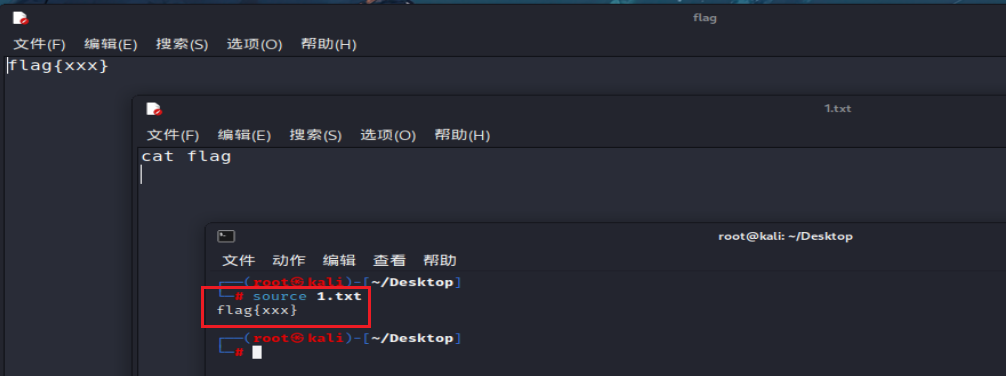 flag
文件(F) 编辑(E) 搜索(S) 选项(O) 帮助(H)
flag{xxx}
1.txt
文件(F) 编辑(E) 搜索(S) 选项(O) 帮助(H)
cat flag
root@kali: ~/Desktop
文件 动作 编辑 查看 帮助
┌──(root㉿kali)-[~/Desktop]
└─# source 1.txt
flag{xxx}
┌──(root㉿kali)-[~/Desktop]
└─#